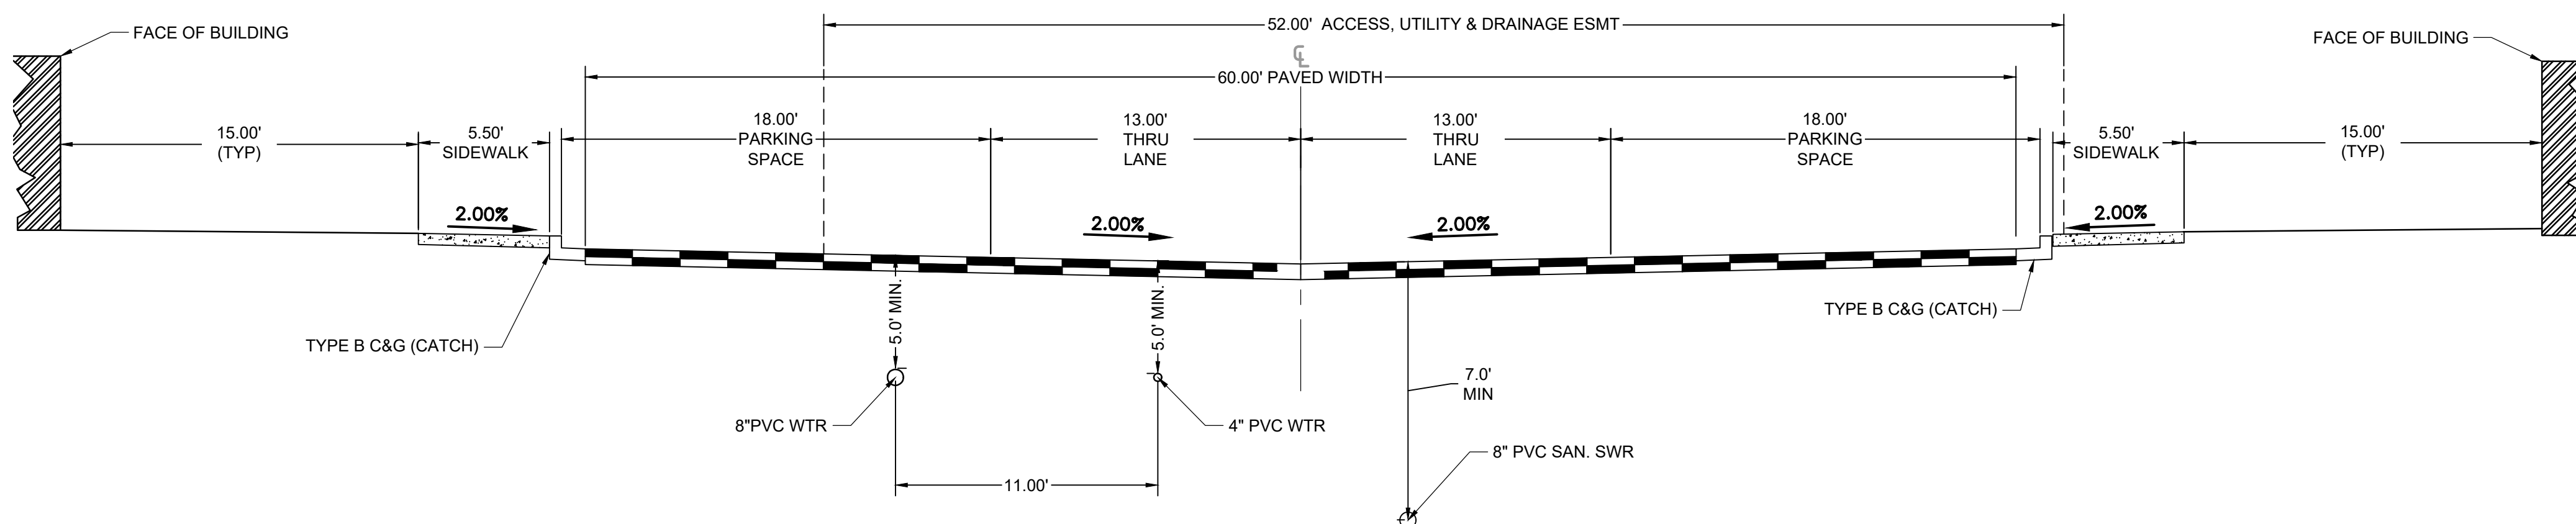 52.00' ACCESS, UTILITY & DRAINAGE ESMT
FACE OF BUILDING
FACE OF BUILDING
℄
60.00' PAVED WIDTH
15.00'
(TYP)
5.50'
SIDEWALK
18.00'
PARKING
SPACE
13.00'
THRU
LANE
13.00'
THRU
LANE
18.00'
PARKING
SPACE
5.50'
SIDEWALK
15.00'
(TYP)
2.00%
2.00%
2.00%
2.00%
5.0' MIN.
5.0' MIN.
TYPE B C&G (CATCH)
TYPE B C&G (CATCH)
7.0'
MIN
8"PVC WTR
4" PVC WTR
8" PVC SAN. SWR
11.00'